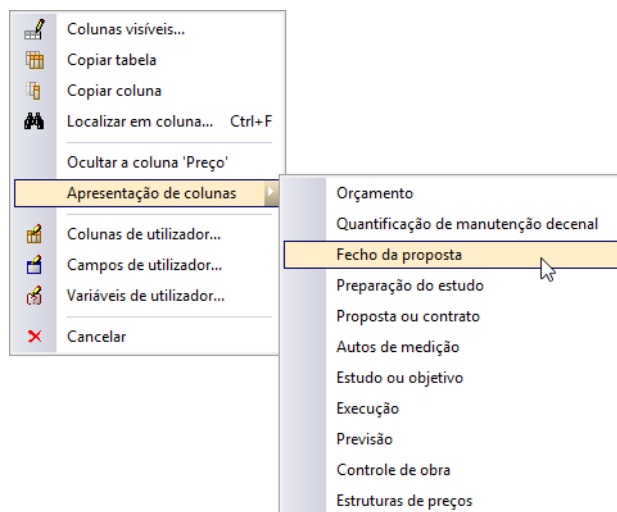 Colunas visíveis...
Copiar tabela
Copiar coluna
Localizar em coluna... Ctrl+F
Ocultar a coluna 'Preço'
Apresentação de colunas
Colunas de utilizador...
Campos de utilizador...
Variáveis de utilizador...
Cancelar
Orçamento
Quantificação de manutenção decenal
Fecho da proposta
Preparação do estudo
Proposta ou contrato
Autos de medição
Estudo ou objetivo
Execução
Previsão
Controle de obra
Estruturas de preços